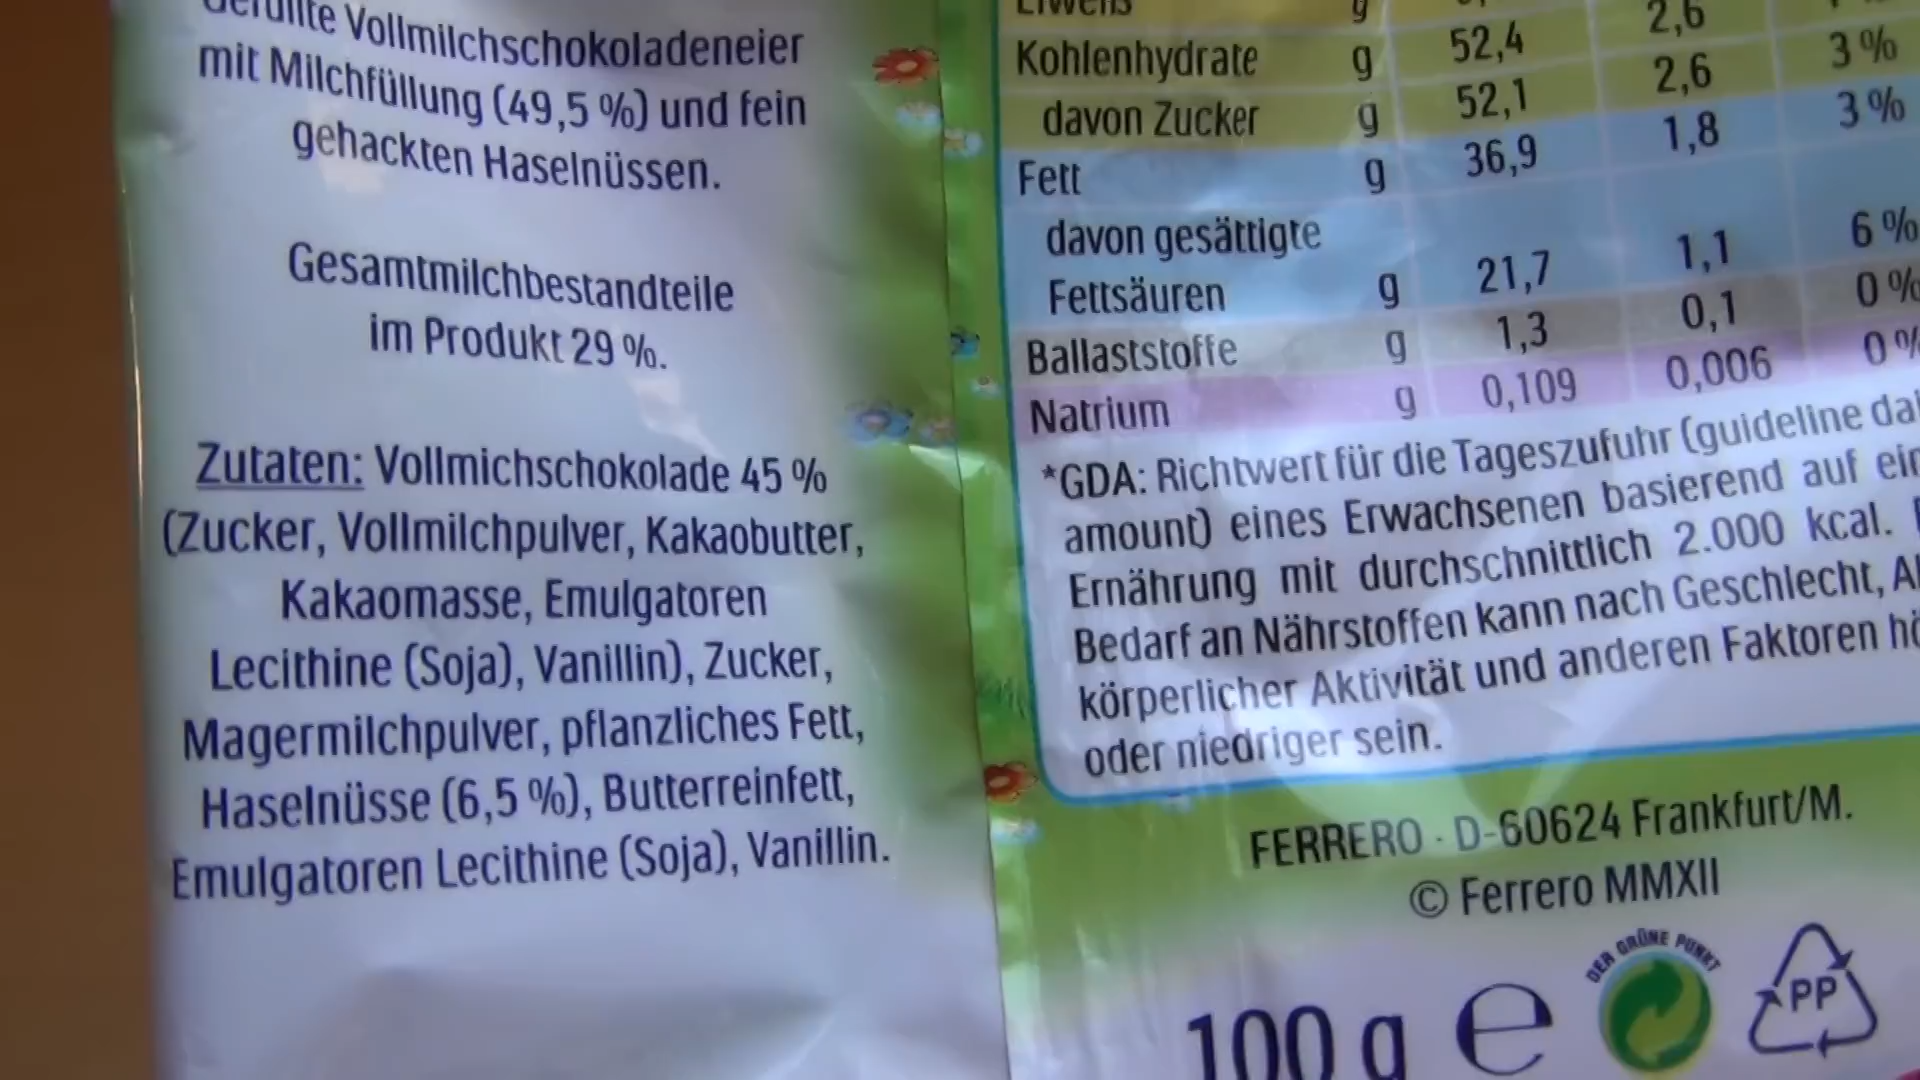 Gefüllte Vollmilchschokoladeneier
mit Milchfüllung (49,5 %) und fein
gehackten Haselnüssen.
Gesamtmilchbestandteile
im Produkt 29 %.
Zutaten: Vollmichschokolade 45 %
(Zucker, Vollmilchpulver, Kakaobutter,
Kakaomasse, Emulgatoren
Lecithine (Soja), Vanillin), Zucker,
Magermilchpulver, pflanzliches Fett,
Haselnüsse (6,5 %), Butterreinfett,
Emulgatoren Lecithine (Soja), Vanillin.
Eiweiß g
Kohlenhydrate g 52,4 2,6 3 %
davon Zucker g 52,1 2,6 3 %
Fett g 36,9 1,8
davon gesättigte
Fettsäuren g 21,7 1,1 6 %
Ballaststoffe g 1,3 0,1 0 %
Natrium g 0,109 0,006 0 %
*GDA: Richtwert für die Tageszufuhr (guideline
amount) eines Erwachsenen basierend auf
Ernährung mit durchschnittlich 2.000 kcal.
Bedarf an Nährstoffen kann nach Geschlecht,
körperlicher Aktivität und anderen Faktoren
oder niedriger sein.
FERRERO · D-60624 Frankfurt/M.
© Ferrero MMXII
DER GRÜNE PUNKT
PP
100 g e